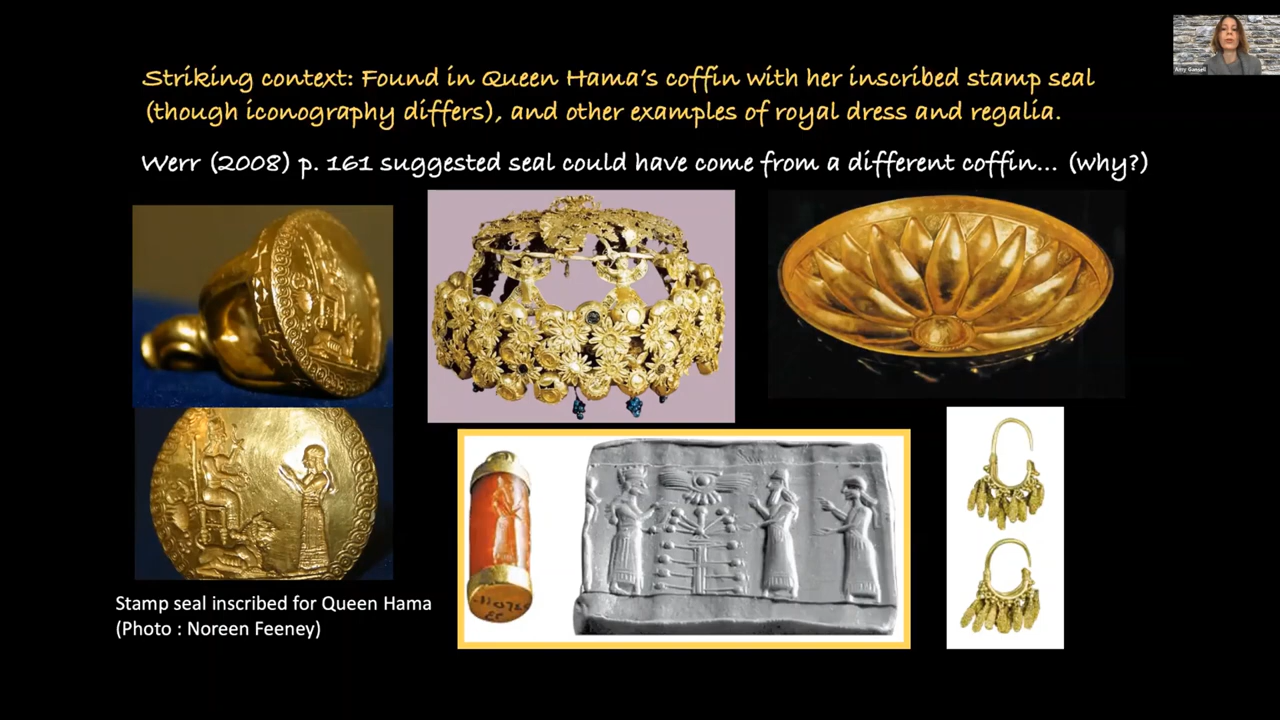 Striking context: Found in Queen Hama's coffin with her inscribed stamp seal
(though iconography differs), and other examples of royal dress and regalia.
Werr (2008) p. 161 suggested seal could have come from a different coffin... (why?)
Stamp seal inscribed for Queen Hama
(Photo : Noreen Feeney)
Amy Gansell